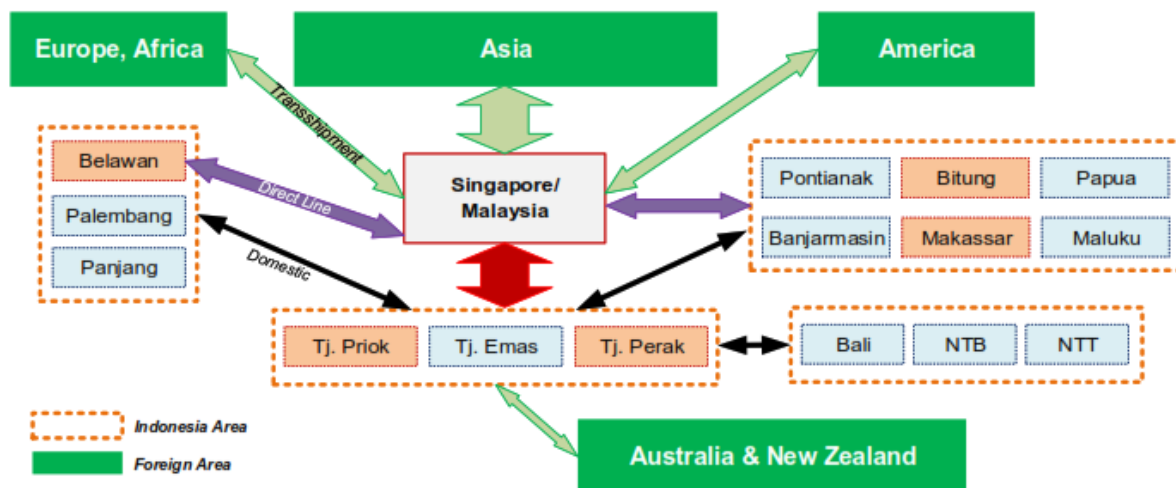 Europe, Africa
Asia
America
Transshipment
Belawan
Palembang
Panjang
Direct Line
Domestic
Singapore/
Malaysia
Pontianak
Bitung
Papua
Banjarmasin
Makassar
Maluku
Tj. Priok
Tj. Emas
Tj. Perak
Bali
NTB
NTT
Indonesia Area
Foreign Area
Australia & New Zealand